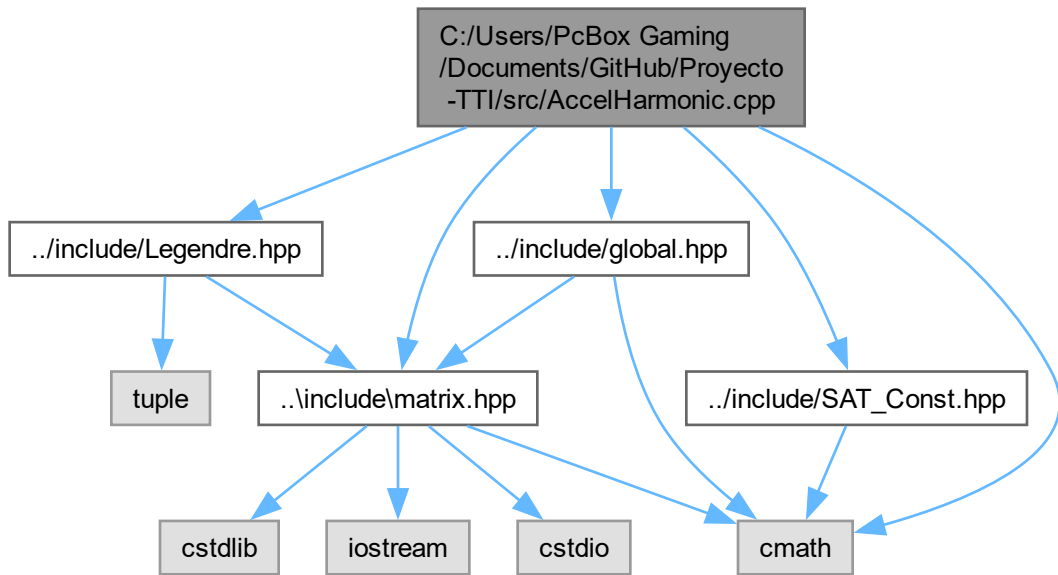 C:/Users/PcBox Gaming
/Documents/GitHub/Proyecto
-TTI/src/AccelHarmonic.cpp
../include/Legendre.hpp
../include/global.hpp
tuple
..\include\matrix.hpp
../include/SAT_Const.hpp
cstdlib
iostream
cstdio
cmath